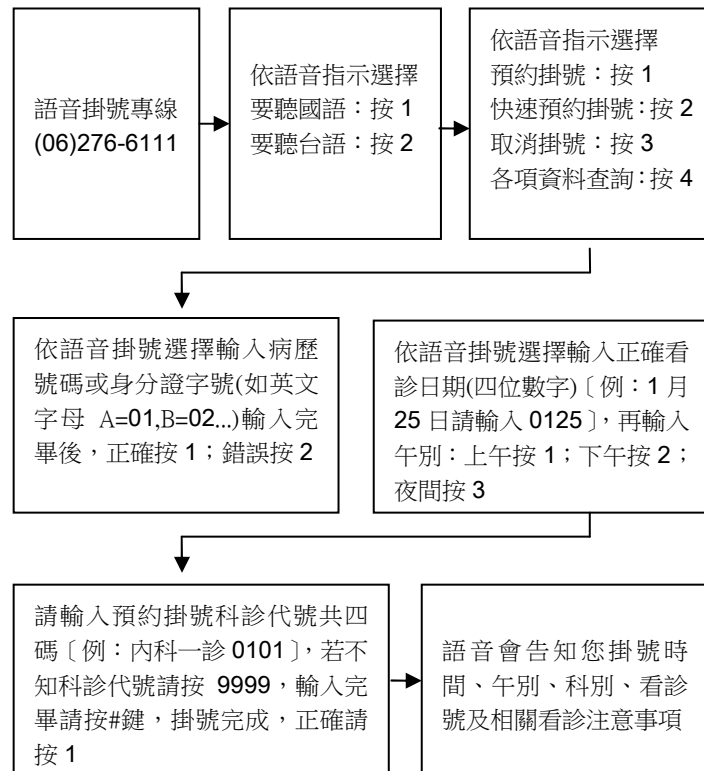 語音掛號專線
(06)276-6111
依語音指示選擇
要聽國語：按 1
要聽台語：按 2
依語音指示選擇
預約掛號：按 1
快速預約掛號：按 2
取消掛號：按 3
各項資料查詢：按 4
依語音掛號選擇輸入病歷
號碼或身分證字號(如英文
字母 A=01,B=02...)輸入完
畢後，正確按 1；錯誤按 2
依語音掛號選擇輸入正確看
診日期(四位數字)〔例：1 月
25 日請輸入 0125〕，再輸入
午別：上午按 1；下午按 2；
夜間按 3
請輸入預約掛號科診代號共四
碼〔例：內科一診 0101〕，若不
知科診代號請按 9999，輸入完
畢請按#鍵，掛號完成，正確請
按 1
語音會告知您掛號時
間、午別、科別、看診
號及相關看診注意事項